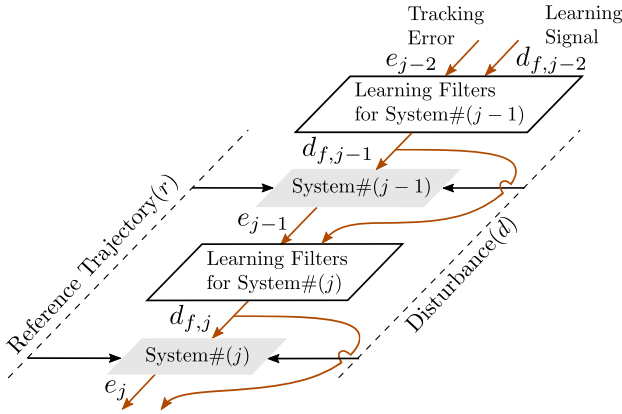 Tracking Error
Learning Signal
e_{j−2}
d_{f,j−2}
Learning Filters
for System#(j − 1)
d_{f,j−1}
System#(j−1)
e_{j−1}
Learning Filters
for System#(j)
d_{f,j}
System#(j)
e_j
Reference Trajectory(r)
Disturbance(d)